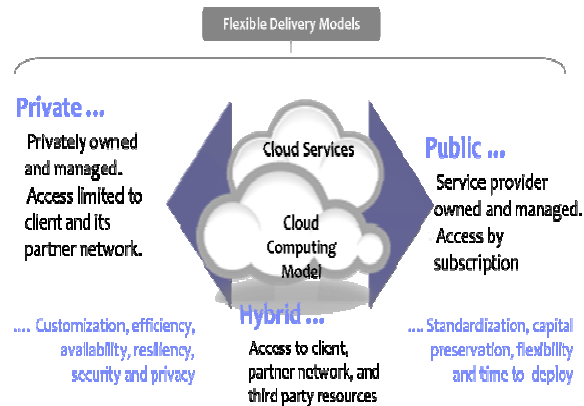 Flexible Delivery Models
Private ...
Privately owned
and managed.
Access limited to
client and its
partner network.
.... Customization, efficiency,
availability, resiliency,
security and privacy
Cloud Services
Cloud
Computing
Model
Hybrid ...
Access to client,
partner network, and
third party resources
Public ...
Service provider
owned and managed.
Access by
subscription
.... Standardization, capital
preservation, flexibility
and time to deploy